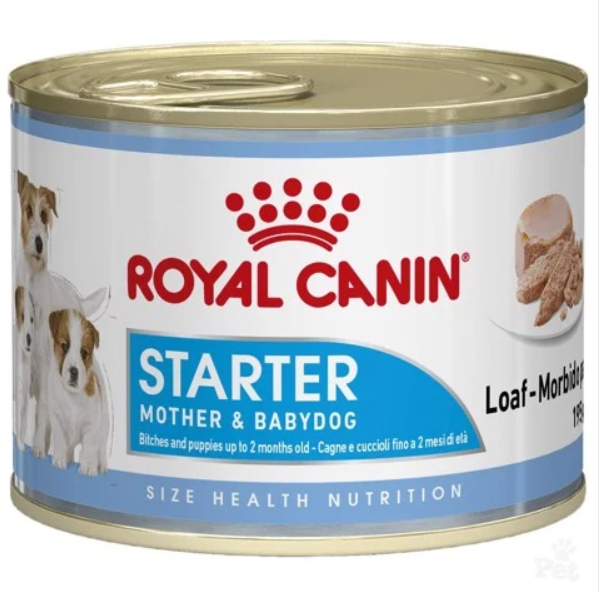 ROYAL CANIN®
STARTER
MOTHER & BABYDOG
Bitches and puppies up to 2 months old - Cagne e cuccioli fino a 2 mesi di età
Loaf - Morbido
SIZE HEALTH NUTRITION
Pet